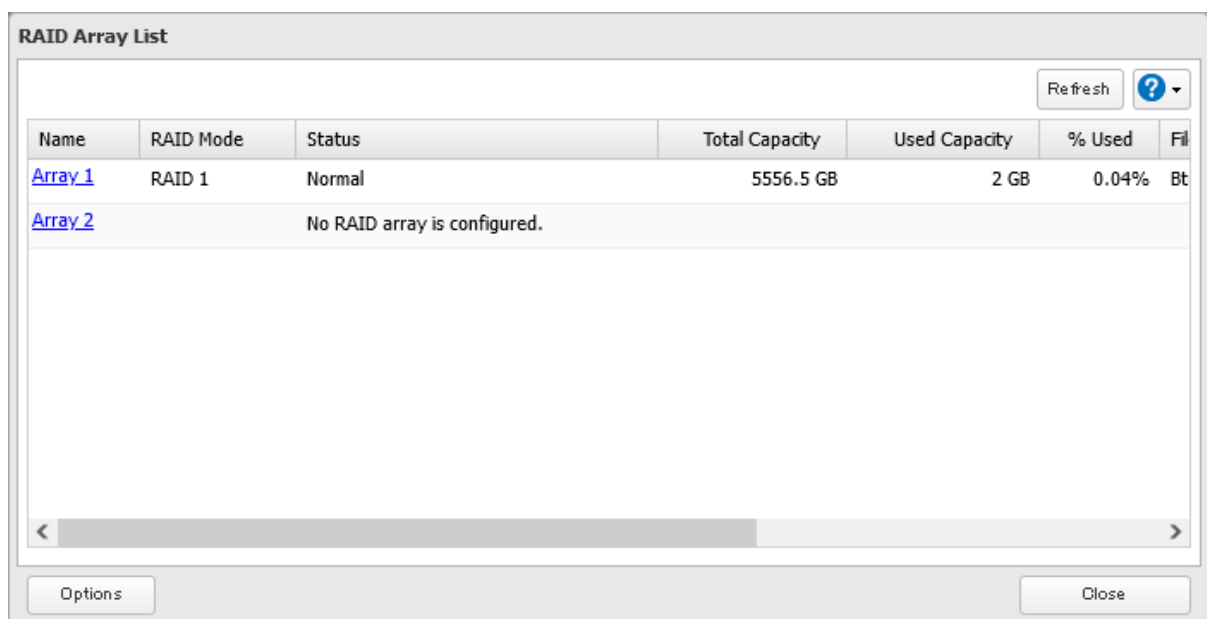 RAID Array List
Refresh ?
Name RAID Mode Status Total Capacity Used Capacity % Used Fil
Array 1 RAID 1 Normal 5556.5 GB 2 GB 0.04% Bt
Array 2 No RAID array is configured.
Options Close